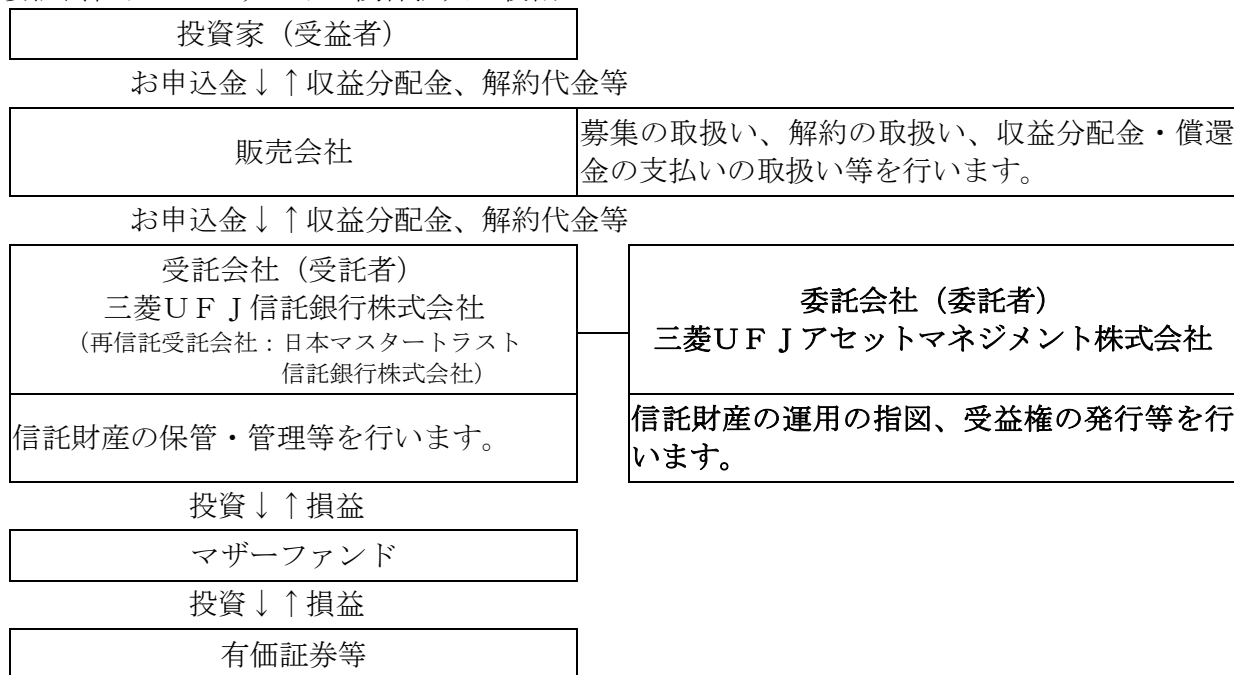 投資家（受益者）
お申込金↓↑収益分配金、解約代金等
販売会社
募集の取扱い、解約の取扱い、収益分配金・償還
金の支払いの取扱い等を行います。
お申込金↓↑収益分配金、解約代金等
受託会社（受託者）
三菱ＵＦＪ信託銀行株式会社
（再信託受託会社：日本マスタートラスト
信託銀行株式会社）
委託会社（委託者）
三菱ＵＦＪアセットマネジメント株式会社
信託財産の保管・管理等を行います。
信託財産の運用の指図、受益権の発行等を行
います。
投資↓↑損益
マザーファンド
投資↓↑損益
有価証券等